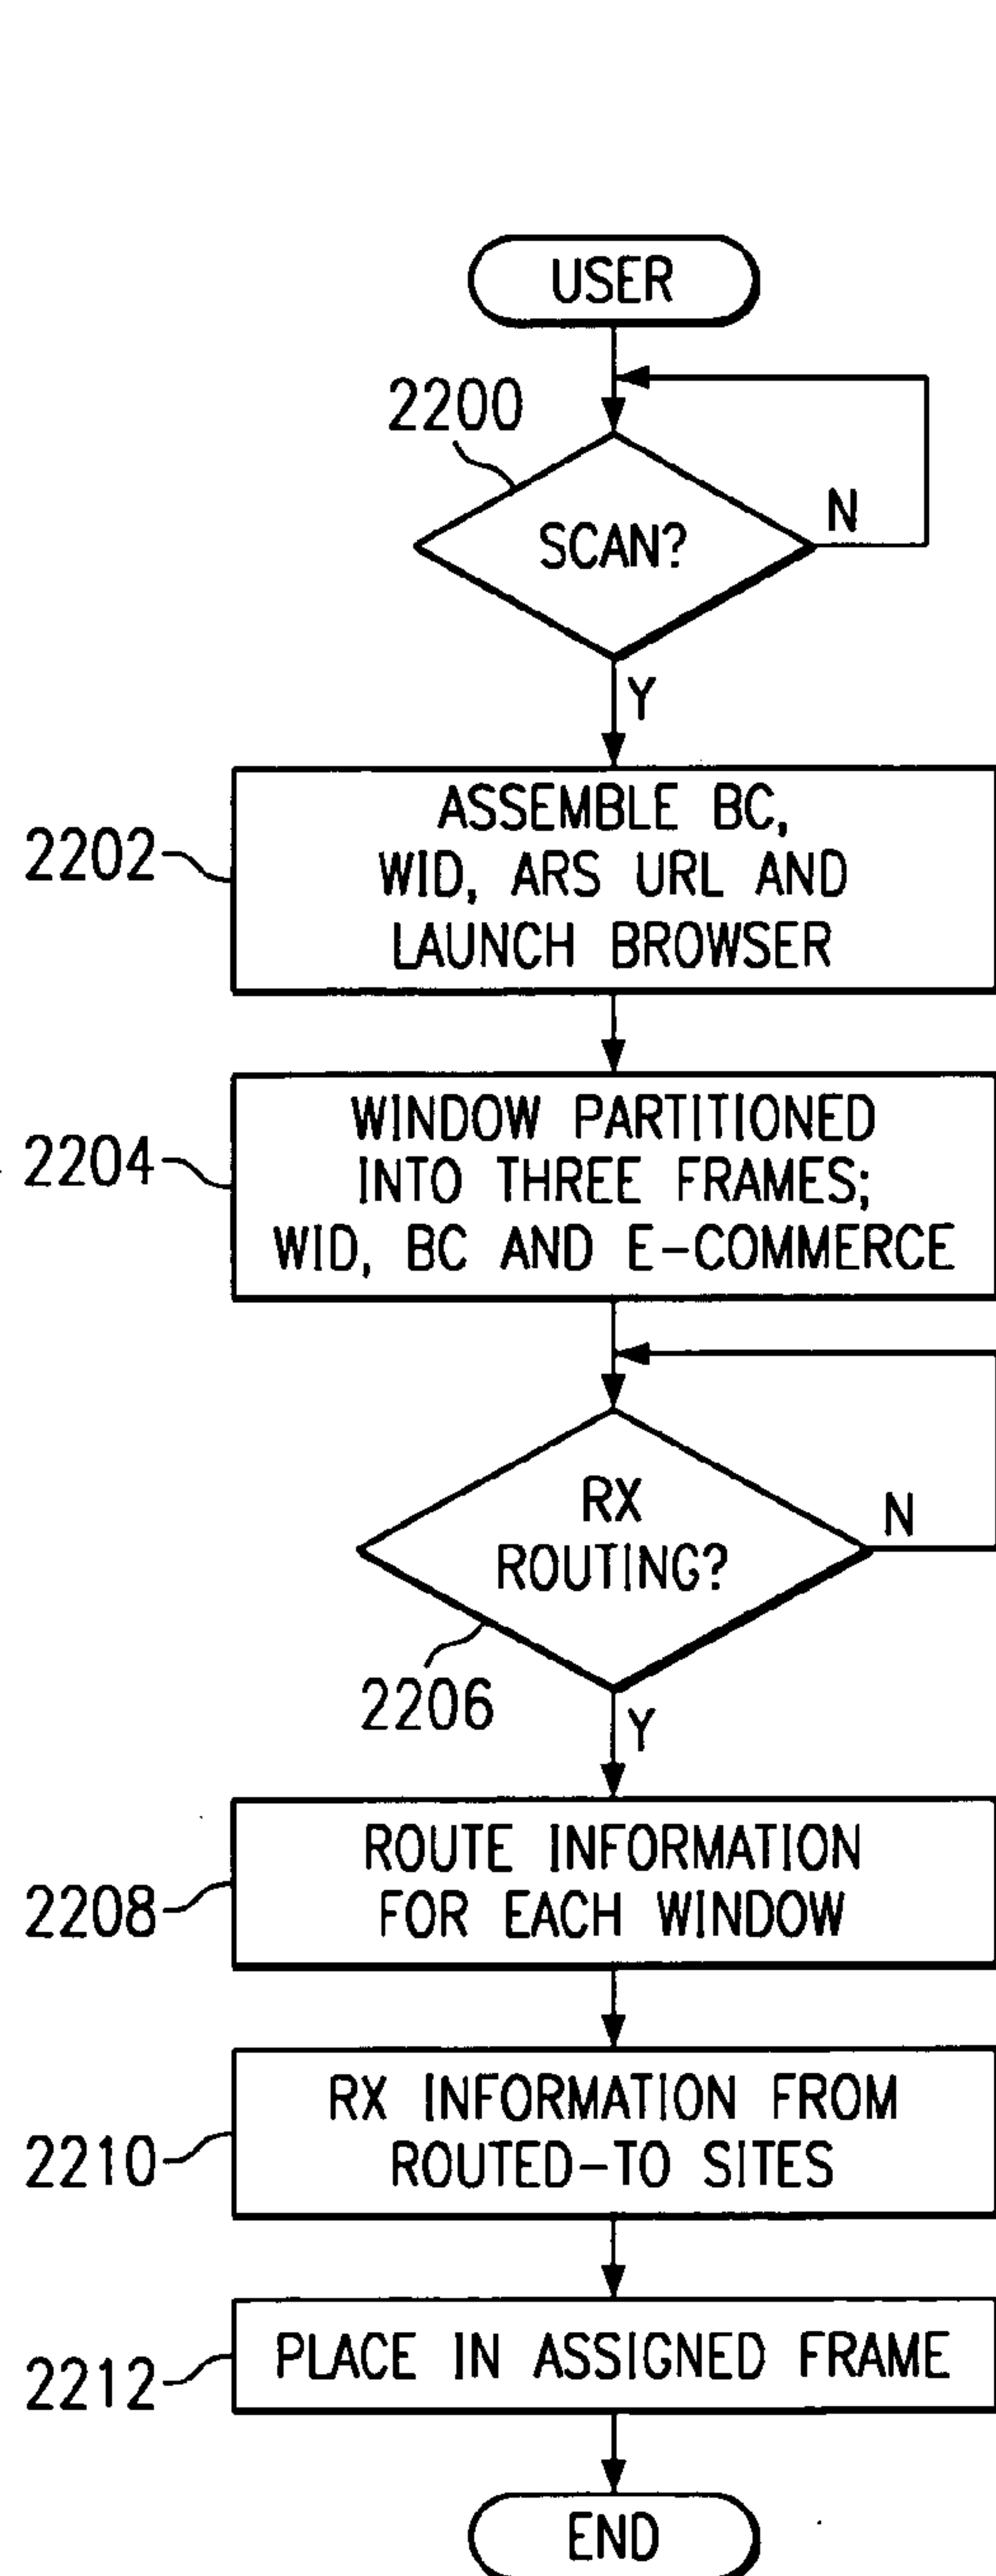 USER
2200
SCAN?
N
Y
2202
ASSEMBLE BC,
WID, ARS URL AND
LAUNCH BROWSER
2204
WINDOW PARTITIONED
INTO THREE FRAMES;
WID, BC AND E-COMMERCE
RX
ROUTING?
N
2206
Y
2208
ROUTE INFORMATION
FOR EACH WINDOW
2210
RX INFORMATION FROM
ROUTED-TO SITES
2212
PLACE IN ASSIGNED FRAME
END